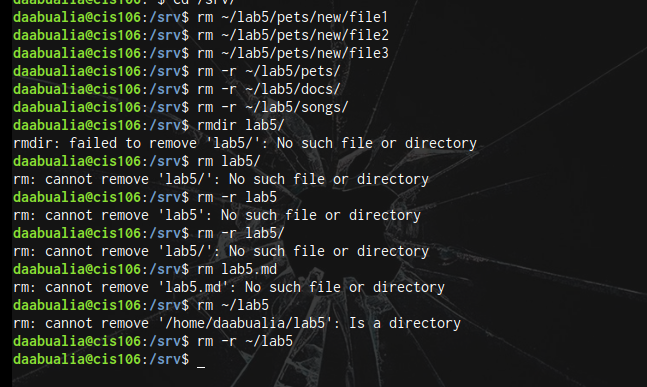 daabualia@cis106: $ cd /srv/
daabualia@cis106:/srv$ rm ~/lab5/pets/new/file1
daabualia@cis106:/srv$ rm ~/lab5/pets/new/file2
daabualia@cis106:/srv$ rm ~/lab5/pets/new/file3
daabualia@cis106:/srv$ rm -r ~/lab5/pets/
daabualia@cis106:/srv$ rm -r ~/lab5/docs/
daabualia@cis106:/srv$ rm -r ~/lab5/songs/
daabualia@cis106:/srv$ rmdir lab5/
rmdir: failed to remove 'lab5/': No such file or directory
daabualia@cis106:/srv$ rm lab5/
rm: cannot remove 'lab5/': No such file or directory
daabualia@cis106:/srv$ rm -r lab5
rm: cannot remove 'lab5': No such file or directory
daabualia@cis106:/srv$ rm -r lab5/
rm: cannot remove 'lab5/': No such file or directory
daabualia@cis106:/srv$ rm lab5.md
rm: cannot remove 'lab5.md': No such file or directory
daabualia@cis106:/srv$ rm ~/lab5
rm: cannot remove '/home/daabualia/lab5': Is a directory
daabualia@cis106:/srv$ rm -r ~/lab5
daabualia@cis106:/srv$ _